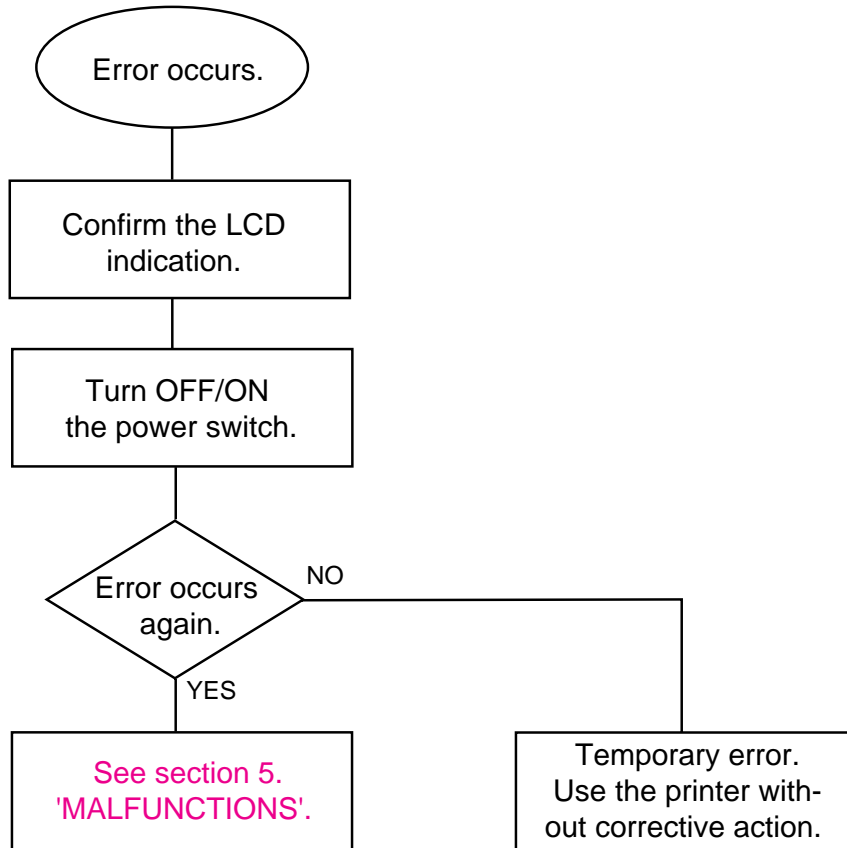 Error occurs.
Confirm the LCD
indication.
Turn OFF/ON
the power switch.
Error occurs
again.
NO
YES
See section 5.
'MALFUNCTIONS'.
Temporary error.
Use the printer with-
out corrective action.